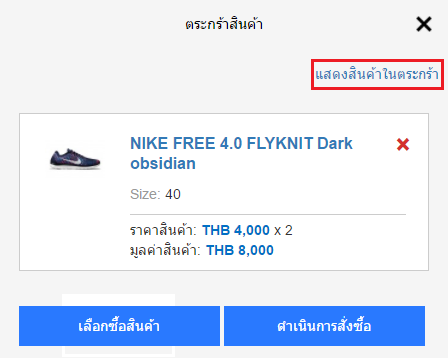 ตระกร้าสินค้า
แสดงสินค้าในตระกร้า
NIKE FREE 4.0 FLYKNIT Dark
obsidian
Size: 40
ราคาสินค้า: THB 4,000 x 2
มูลค่าสินค้า: THB 8,000
เลือกซื้อสินค้า
ดำเนินการสั่งซื้อ